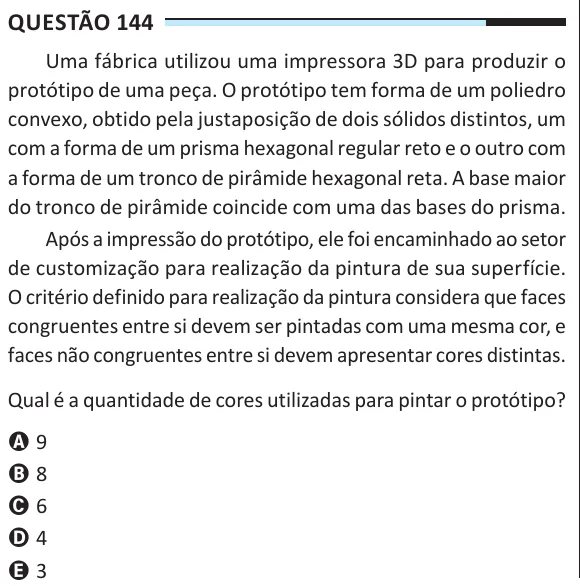 QUESTÃO 144
Uma fábrica utilizou uma impressora 3D para produzir o
protótipo de uma peça. O protótipo tem forma de um poliedro
convexo, obtido pela justaposição de dois sólidos distintos, um
com a forma de um prisma hexagonal regular reto e o outro com
a forma de um tronco de pirâmide hexagonal reta. A base maior
do tronco de pirâmide coincide com uma das bases do prisma.
Após a impressão do protótipo, ele foi encaminhado ao setor
de customização para realização da pintura de sua superfície.
O critério definido para realização da pintura considera que faces
congruentes entre si devem ser pintadas com uma mesma cor, e
faces não congruentes entre si devem apresentar cores distintas.
Qual é a quantidade de cores utilizadas para pintar o protótipo?
A 9
B 8
C 6
D 4
E 3